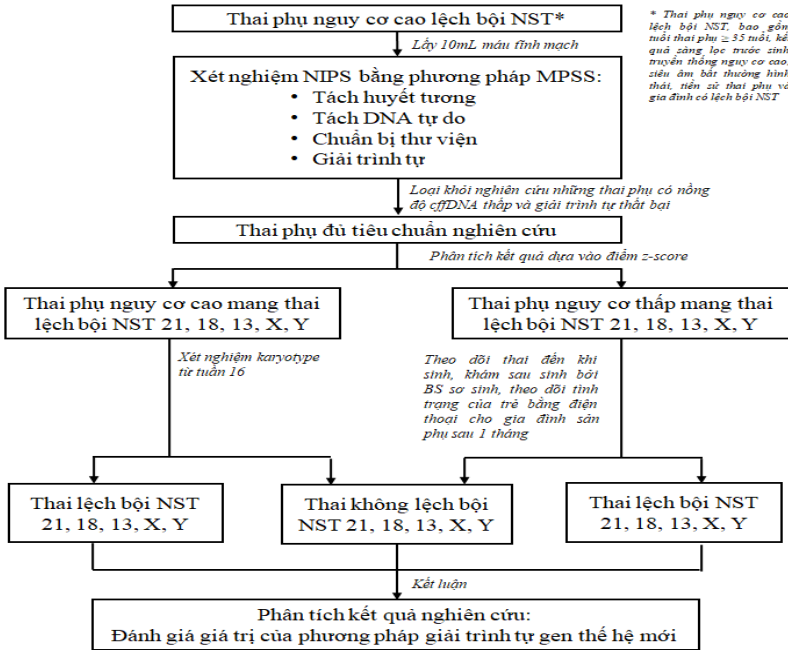 Thai phụ nguy cơ cao lệch bội NST*
* Thai phụ nguy cơ cao
lệch bội NST, bao gồm
tuổi thai phụ ≥ 35 tuổi, kết
quả sàng lọc trước sinh
truyền thống nguy cơ cao,
siêu âm bất thường hình
thái, tiền sử thai phụ và
gia đình có lệch bội NST
Lấy 10mL máu tĩnh mạch
Xét nghiệm NIPS bằng phương pháp MPSS:
• Tách huyết tương
• Tách DNA tự do
• Chuẩn bị thư viện
• Giải trình tự
Loại khỏi nghiên cứu những thai phụ có nồng
độ cffDNA thấp và giải trình tự thất bại
Thai phụ đủ tiêu chuẩn nghiên cứu
Phân tích kết quả dựa vào điểm z-score
Thai phụ nguy cơ cao mang thai
lệch bội NST 21, 18, 13, X, Y
Thai phụ nguy cơ thấp mang thai
lệch bội NST 21, 18, 13, X, Y
Xét nghiệm karyotype
từ tuần 16
Theo dõi thai đến khi
sinh, khám sau sinh bởi
BS sơ sinh, theo dõi tình
trạng của trẻ bằng điện
thoại cho gia đình sản
phụ sau 1 tháng
Thai lệch bội NST
21, 18, 13, X, Y
Thai không lệch bội
NST 21, 18, 13, X, Y
Thai lệch bội NST
21, 18, 13, X, Y
Kết luận
Phân tích kết quả nghiên cứu:
Đánh giá giá trị của phương pháp giải trình tự gen thế hệ mới